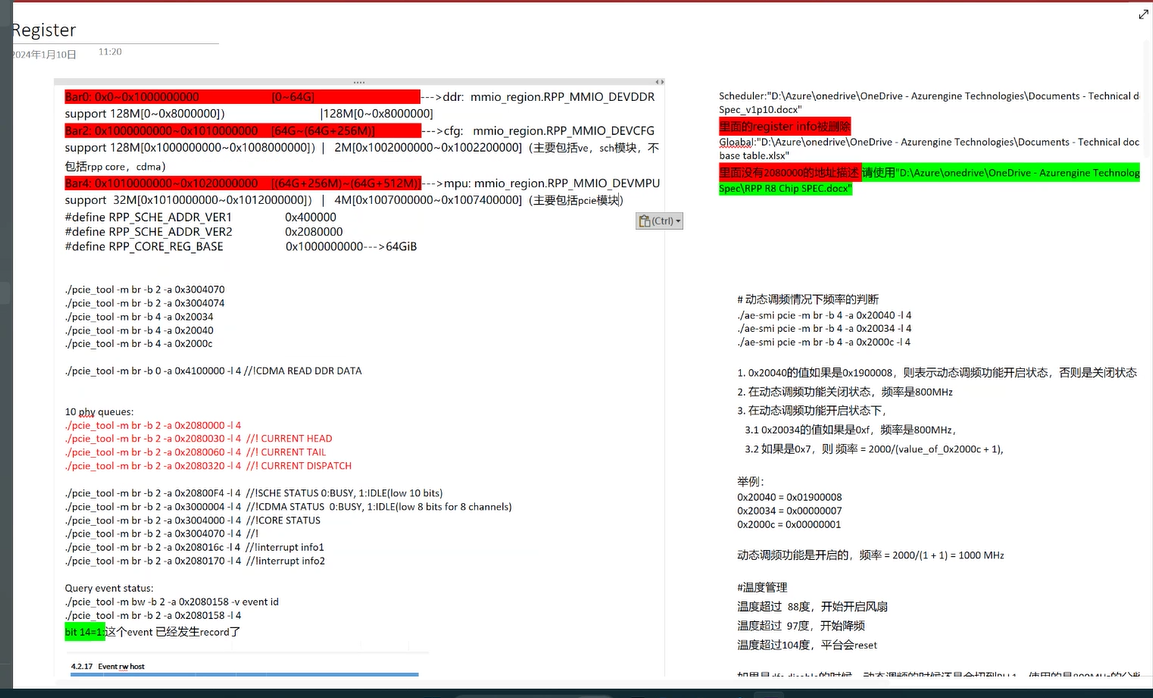 Register
2024年1月10日 11:20
Bar0: 0x0~0x1000000000 [0~64G] --->ddr: mmio_region.RPP_MMIO_DEVDDR
support 128M[0~0x8000000]) |128M[0~0x8000000]
Bar2: 0x1000000000~0x1010000000 [64G~(64G+256M)] --->cfg: mmio_region.RPP_MMIO_DEVCFG
support 128M[0x1000000000~0x1008000000]) | 2M[0x1002000000~0x1002200000] (主要包括ve，sch模块，不
包括rpp core，cdma)
Bar4: 0x1010000000~0x1020000000 [(64G+256M)~(64G+512M)]--->mpu: mmio_region.RPP_MMIO_DEVMPU
support 32M[0x1010000000~0x1012000000]) | 4M[0x1007000000~0x1007400000] (主要包括pcie模块)
#define RPP_SCHE_ADDR_VER1 0x400000
#define RPP_SCHE_ADDR_VER2 0x2080000
#define RPP_CORE_REG_BASE 0x1000000000--->64GiB
(Ctrl)
./pcie_tool -m br -b 2 -a 0x3004070
./pcie_tool -m br -b 2 -a 0x3004074
./pcie_tool -m br -b 4 -a 0x20034
./pcie_tool -m br -b 4 -a 0x20040
./pcie_tool -m br -b 4 -a 0x2000c
./pcie_tool -m br -b 0 -a 0x4100000 -l 4 //!CDMA READ DDR DATA
10 phy queues:
./pcie_tool -m br -b 2 -a 0x2080000 -l 4
./pcie_tool -m br -b 2 -a 0x2080030 -l 4 //! CURRENT HEAD
./pcie_tool -m br -b 2 -a 0x2080060 -l 4 //! CURRENT TAIL
./pcie_tool -m br -b 2 -a 0x2080320 -l 4 //! CURRENT DISPATCH
./pcie_tool -m br -b 2 -a 0x20800F4 -l 4 //!SCHE STATUS 0:BUSY, 1:IDLE(low 10 bits)
./pcie_tool -m br -b 2 -a 0x3000004 -l 4 //!CDMA STATUS 0:BUSY, 1:IDLE(low 8 bits for 8 channels)
./pcie_tool -m br -b 2 -a 0x3004000 -l 4 //!CORE STATUS
./pcie_tool -m br -b 2 -a 0x3004070 -l 4 //!
./pcie_tool -m br -b 2 -a 0x208016c -l 4 //!interrupt info1
./pcie_tool -m br -b 2 -a 0x2080170 -l 4 //!interrupt info2
Query event status:
./pcie_tool -m bw -b 2 -a 0x2080158 -v event id
./pcie_tool -m br -b 2 -a 0x2080158 -l 4
bit 14=1:这个event 已经发生record了
4.2.17 Event rw host
Scheduler:"D:\Azure\onedrive\OneDrive - Azurengine Technologies\Documents - Technical d
Spec_v1p10.docx"
里面的register info被删除
Gloabal:"D:\Azure\onedrive\OneDrive - Azurengine Technologies\Documents - Technical doc
base table.xlsx"
里面没有2080000的地址描述 请使用"D:\Azure\onedrive\OneDrive - Azurengine Technolog
Spec\RPP R8 Chip SPEC.docx"
# 动态调频情况下频率的判断
./ae-smi pcie -m br -b 4 -a 0x20040 -l 4
./ae-smi pcie -m br -b 4 -a 0x20034 -l 4
./ae-smi pcie -m br -b 4 -a 0x2000c -l 4
1. 0x20040的值如果是0x1900008，则表示动态调频功能开启状态，否则是关闭状态
2. 在动态调频功能关闭状态，频率是800MHz
3. 在动态调频功能开启状态下，
3.1 0x20034的值如果是0xf，频率是800MHz，
3.2 如果是0x7，则 频率 = 2000/(value_of_0x2000c + 1),
举例：
0x20040 = 0x01900008
0x20034 = 0x00000007
0x2000c = 0x00000001
动态调频功能是开启的，频率 = 2000/(1 + 1) = 1000 MHz
#温度管理
温度超过 88度，开始开启风扇
温度超过 97度，开始降频
温度超过104度，平台会reset